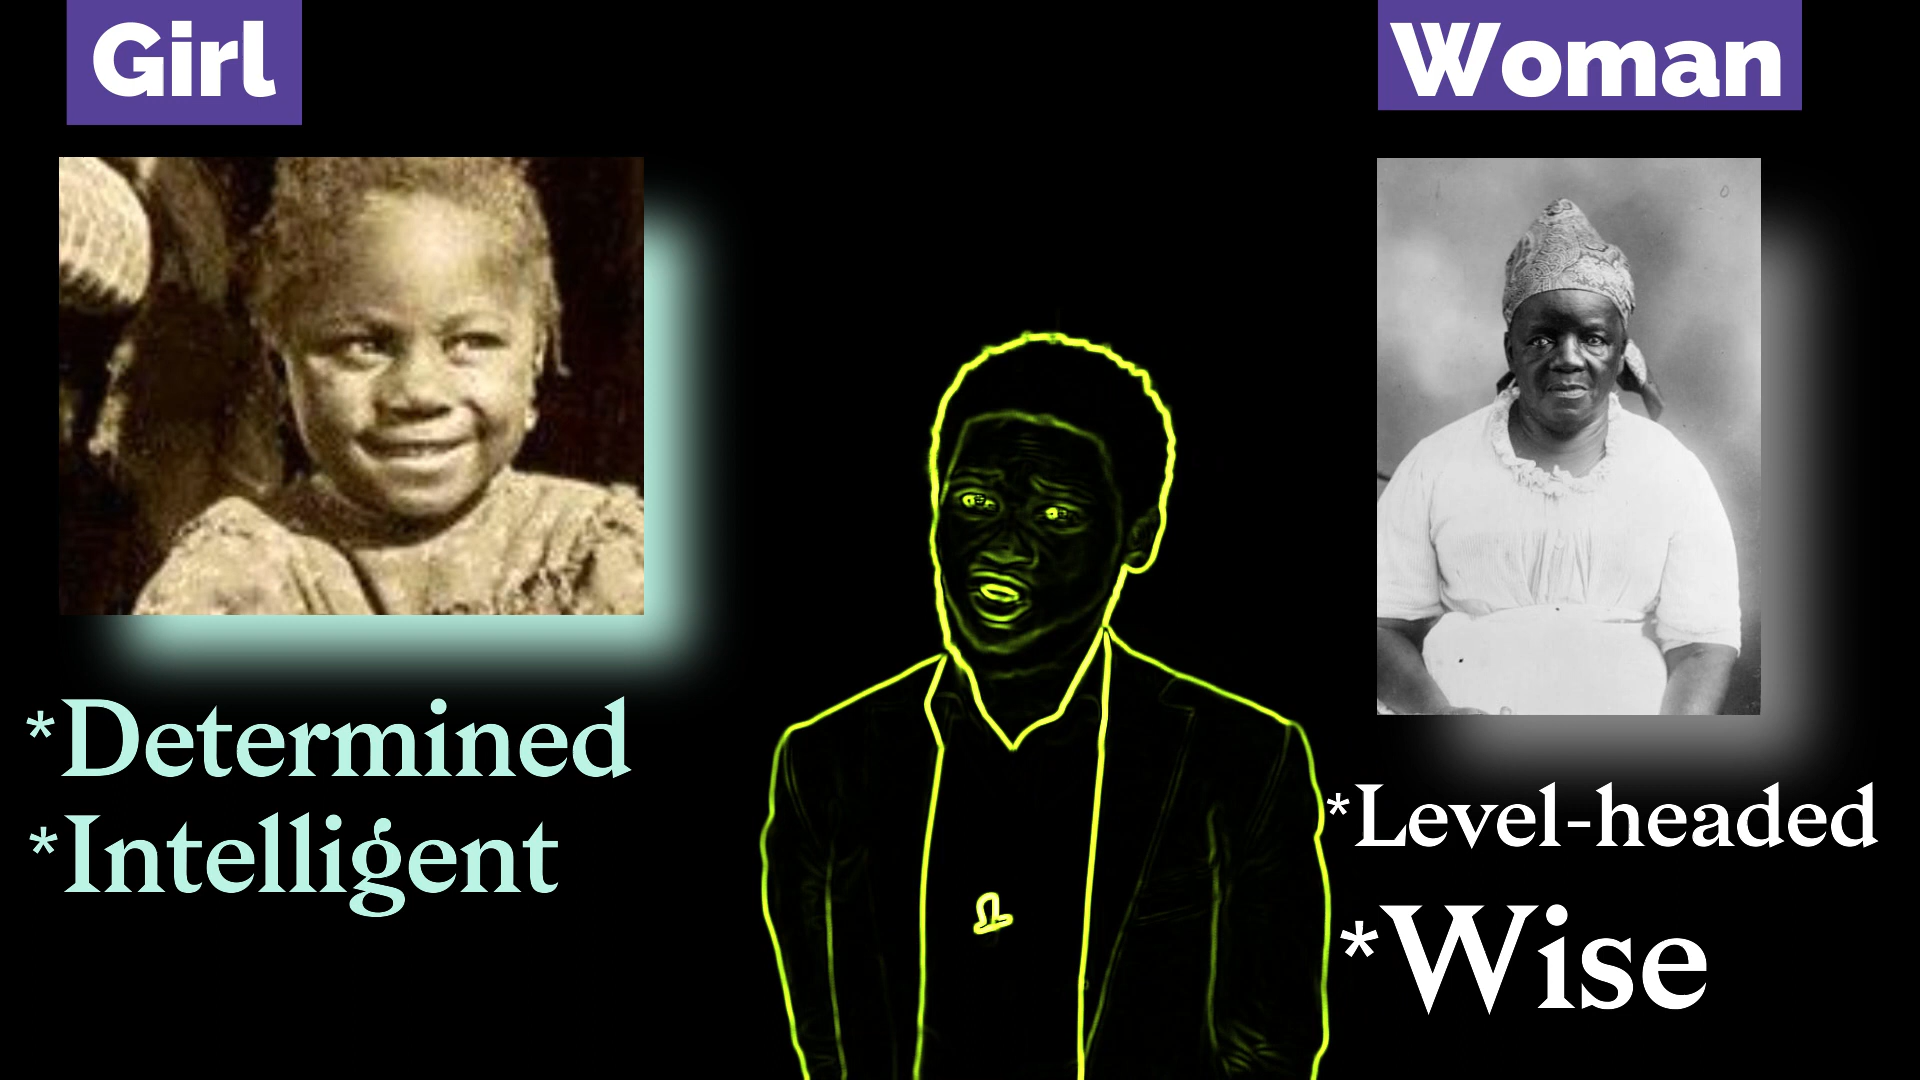 Girl
Woman
*Determined
*Intelligent
*Level-headed
*Wise